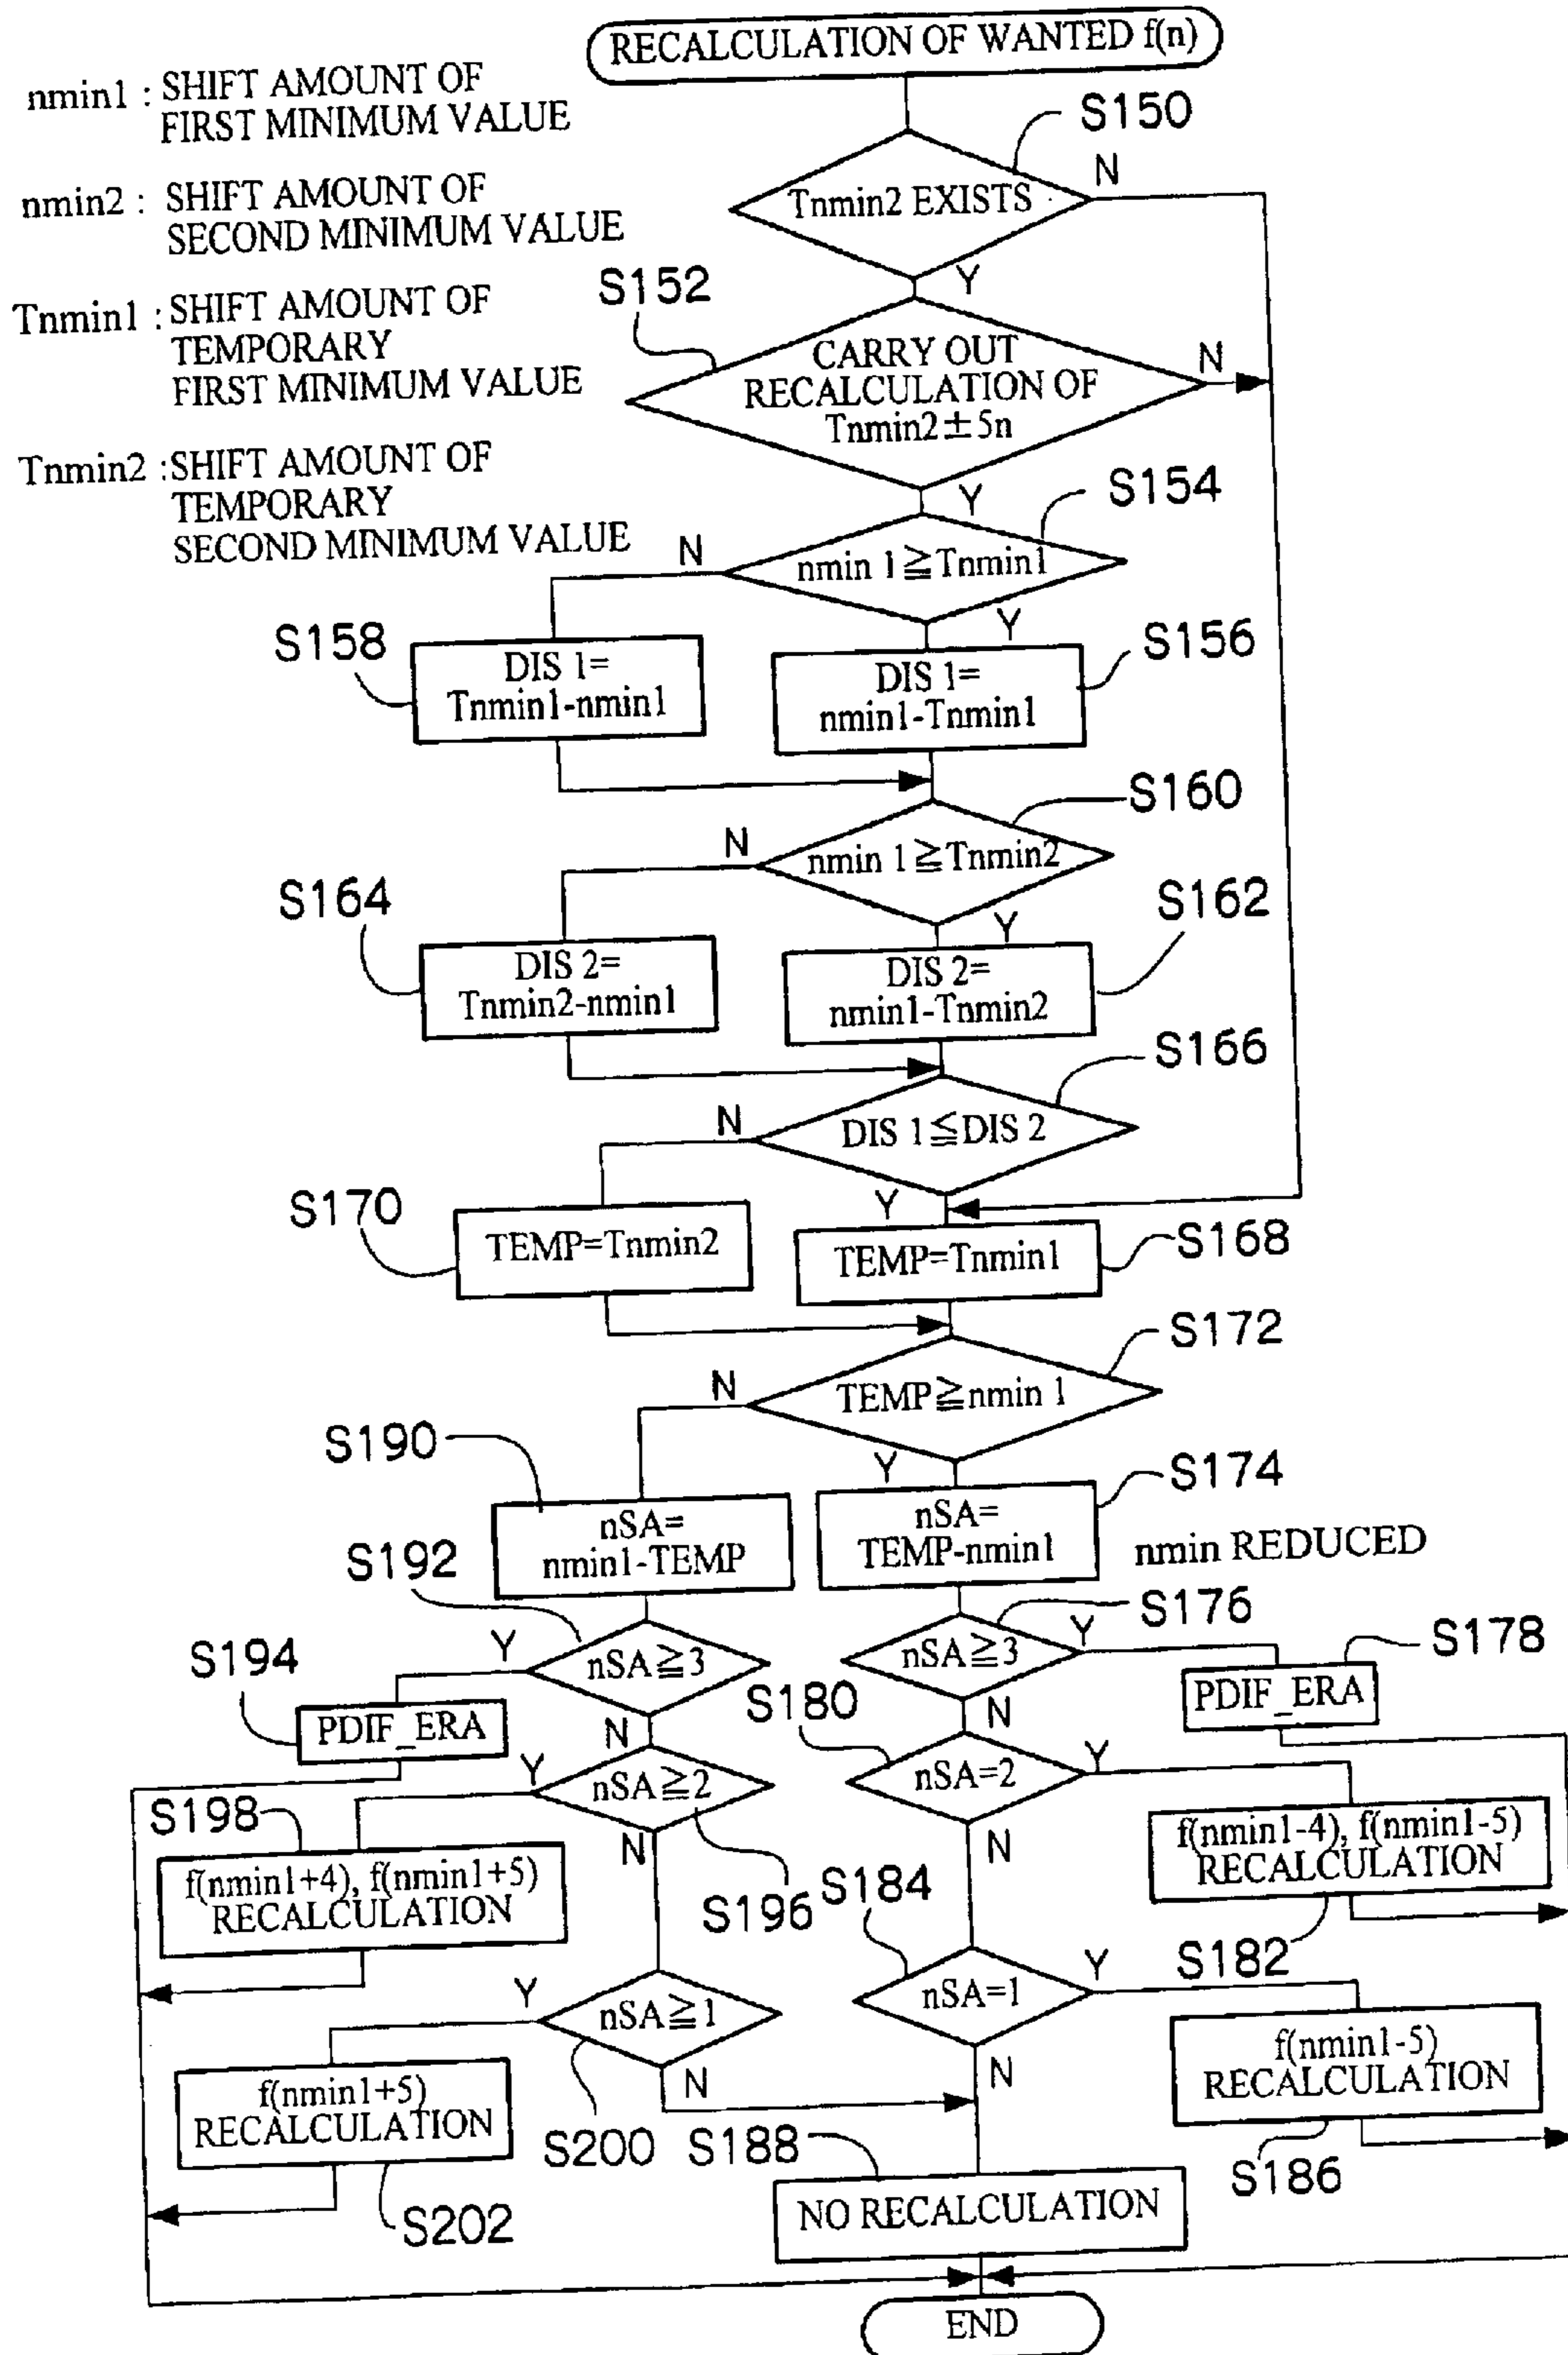 RECALCULATION OF WANTED f(n)
nmin1 : SHIFT AMOUNT OF
FIRST MINIMUM VALUE
S150
N
nmin2 : SHIFT AMOUNT OF
SECOND MINIMUM VALUE
Tnmin2 EXISTS
Y
S152
Tnmin1 : SHIFT AMOUNT OF
TEMPORARY
FIRST MINIMUM VALUE
CARRY OUT
RECALCULATION OF
Tnmin2±5n
N
Y
Tnmin2 : SHIFT AMOUNT OF
TEMPORARY
SECOND MINIMUM VALUE
S154
N
nmin 1≧Tnmin1
Y
S158
DIS 1=
Tnmin1-nmin1
DIS 1=
nmin1-Tnmin1
S156
S160
N
nmin 1≧Tnmin2
Y
S164
DIS 2=
Tnmin2-nmin1
DIS 2=
nmin1-Tnmin2
S162
S166
N
DIS 1≦DIS 2
Y
S170
TEMP=Tnmin2
TEMP=Tnmin1
S168
S172
N
TEMP≧nmin 1
Y
S190
nSA=
nmin1-TEMP
S174
nSA=
TEMP-nmin1
nmin REDUCED
S192
Y
nSA≧3
N
S176
nSA≧3
Y
N
S194
PDIF_ERA
S178
PDIF_ERA
S180
Y
nSA≧2
N
nSA=2
Y
N
S198
f(nmin1+4), f(nmin1+5)
RECALCULATION
S196
f(nmin1-4), f(nmin1-5)
RECALCULATION
S182
S184
Y
nSA≧1
N
nSA=1
Y
N
f(nmin1+5)
RECALCULATION
S202
S200
f(nmin1-5)
RECALCULATION
S186
S188
NO RECALCULATION
END